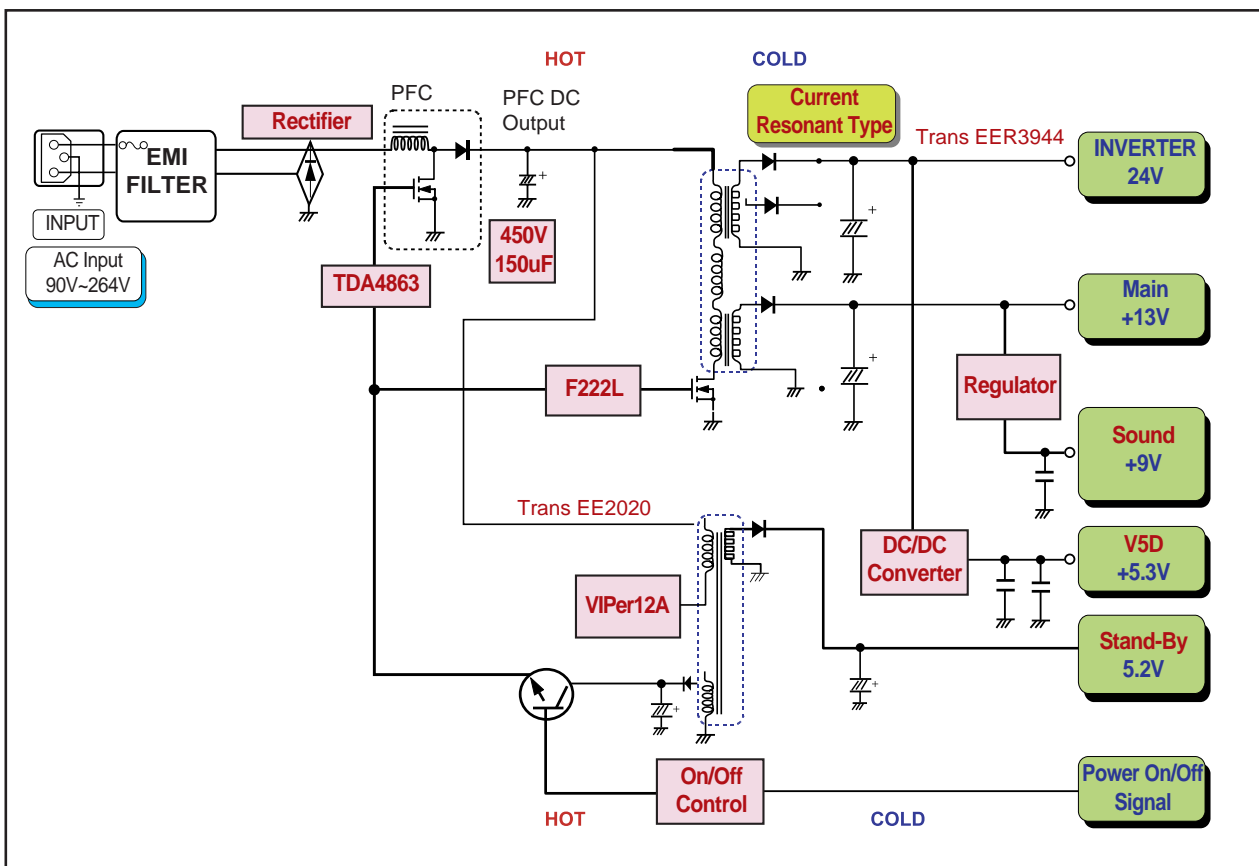 HOT
COLD
PFC
PFC DC
Output
Rectifier
Current
Resonant Type
Trans EER3944
INVERTER
24V
EMI
FILTER
INPUT
AC Input
90V~264V
450V
150uF
TDA4863
Main
+13V
F222L
Regulator
Sound
+9V
Trans EE2020
DC/DC
Converter
V5D
+5.3V
VIPer12A
Stand-By
5.2V
On/Off
Control
Power On/Off
Signal
HOT
COLD
+
+
+
+
+